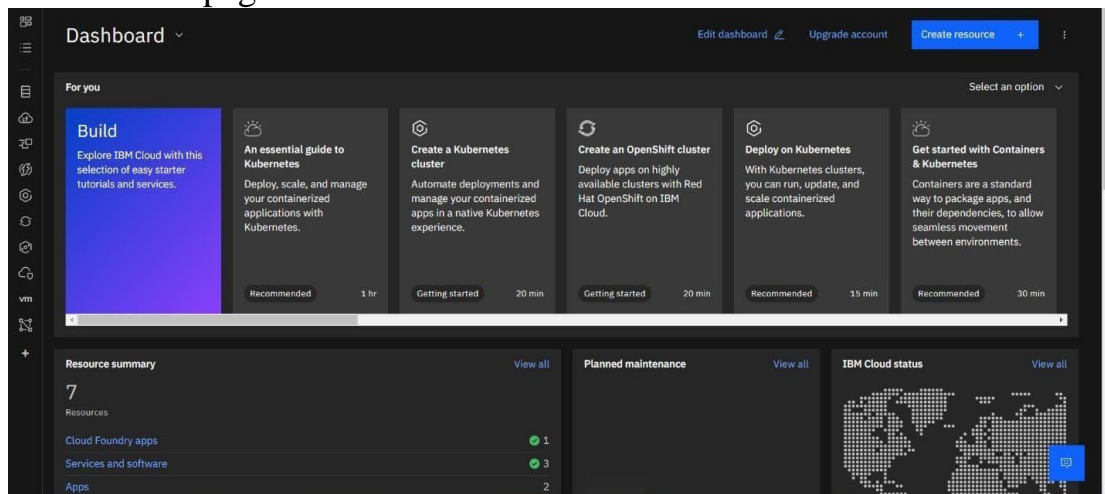 Dashboard
Edit dashboard
Upgrade account
Create resource +
For you
Select an option
Build
Explore IBM Cloud with this
selection of easy starter
tutorials and services.
An essential guide to
Kubernetes
Deploy, scale, and manage
your containerized
applications with
Kubernetes.
Recommended
1 hr
Create a Kubernetes
cluster
Automate deployments and
manage your containerized
apps in a native Kubernetes
experience.
Getting started
20 min
Create an OpenShift cluster
Deploy apps on highly
available clusters with Red
Hat OpenShift on IBM
Cloud.
Getting started
20 min
Deploy on Kubernetes
With Kubernetes clusters,
you can run, update, and
scale containerized
applications.
Recommended
15 min
Get started with Containers
& Kubernetes
Containers are a standard
way to package apps, and
their dependencies, to allow
seamless movement
between environments.
Recommended
30 min
vm
Resource summary
View all
7
Resources
Cloud Foundry apps
1
Services and software
3
Apps
2
Planned maintenance
View all
IBM Cloud status
View all